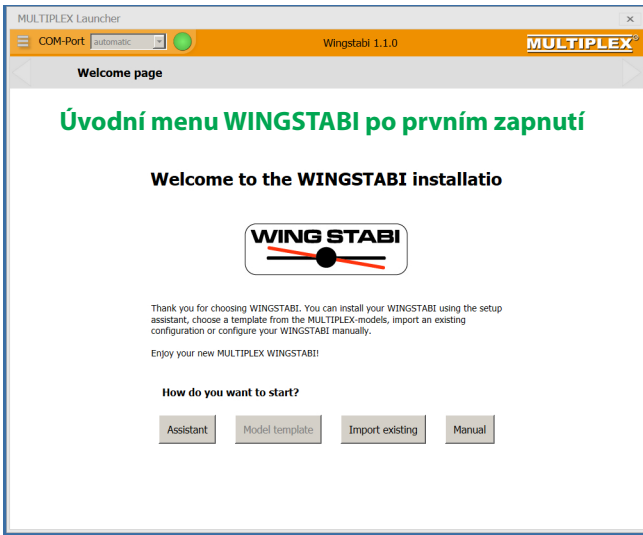 MULTIPLEX Launcher
COM-Port automatic Wingstabi 1.1.0 MULTIPLEX®
Welcome page
Úvodní menu WINGSTABI po prvním zapnutí
Welcome to the WINGSTABI installatio
WING STABI
Thank you for choosing WINGSTABI. You can install your WINGSTABI using the setup
assistant, choose a template from the MULTIPLEX-models, import an existing
configuration or configure your WINGSTABI manually.
Enjoy your new MULTIPLEX WINGSTABI!
How do you want to start?
Assistant Model template Import existing Manual